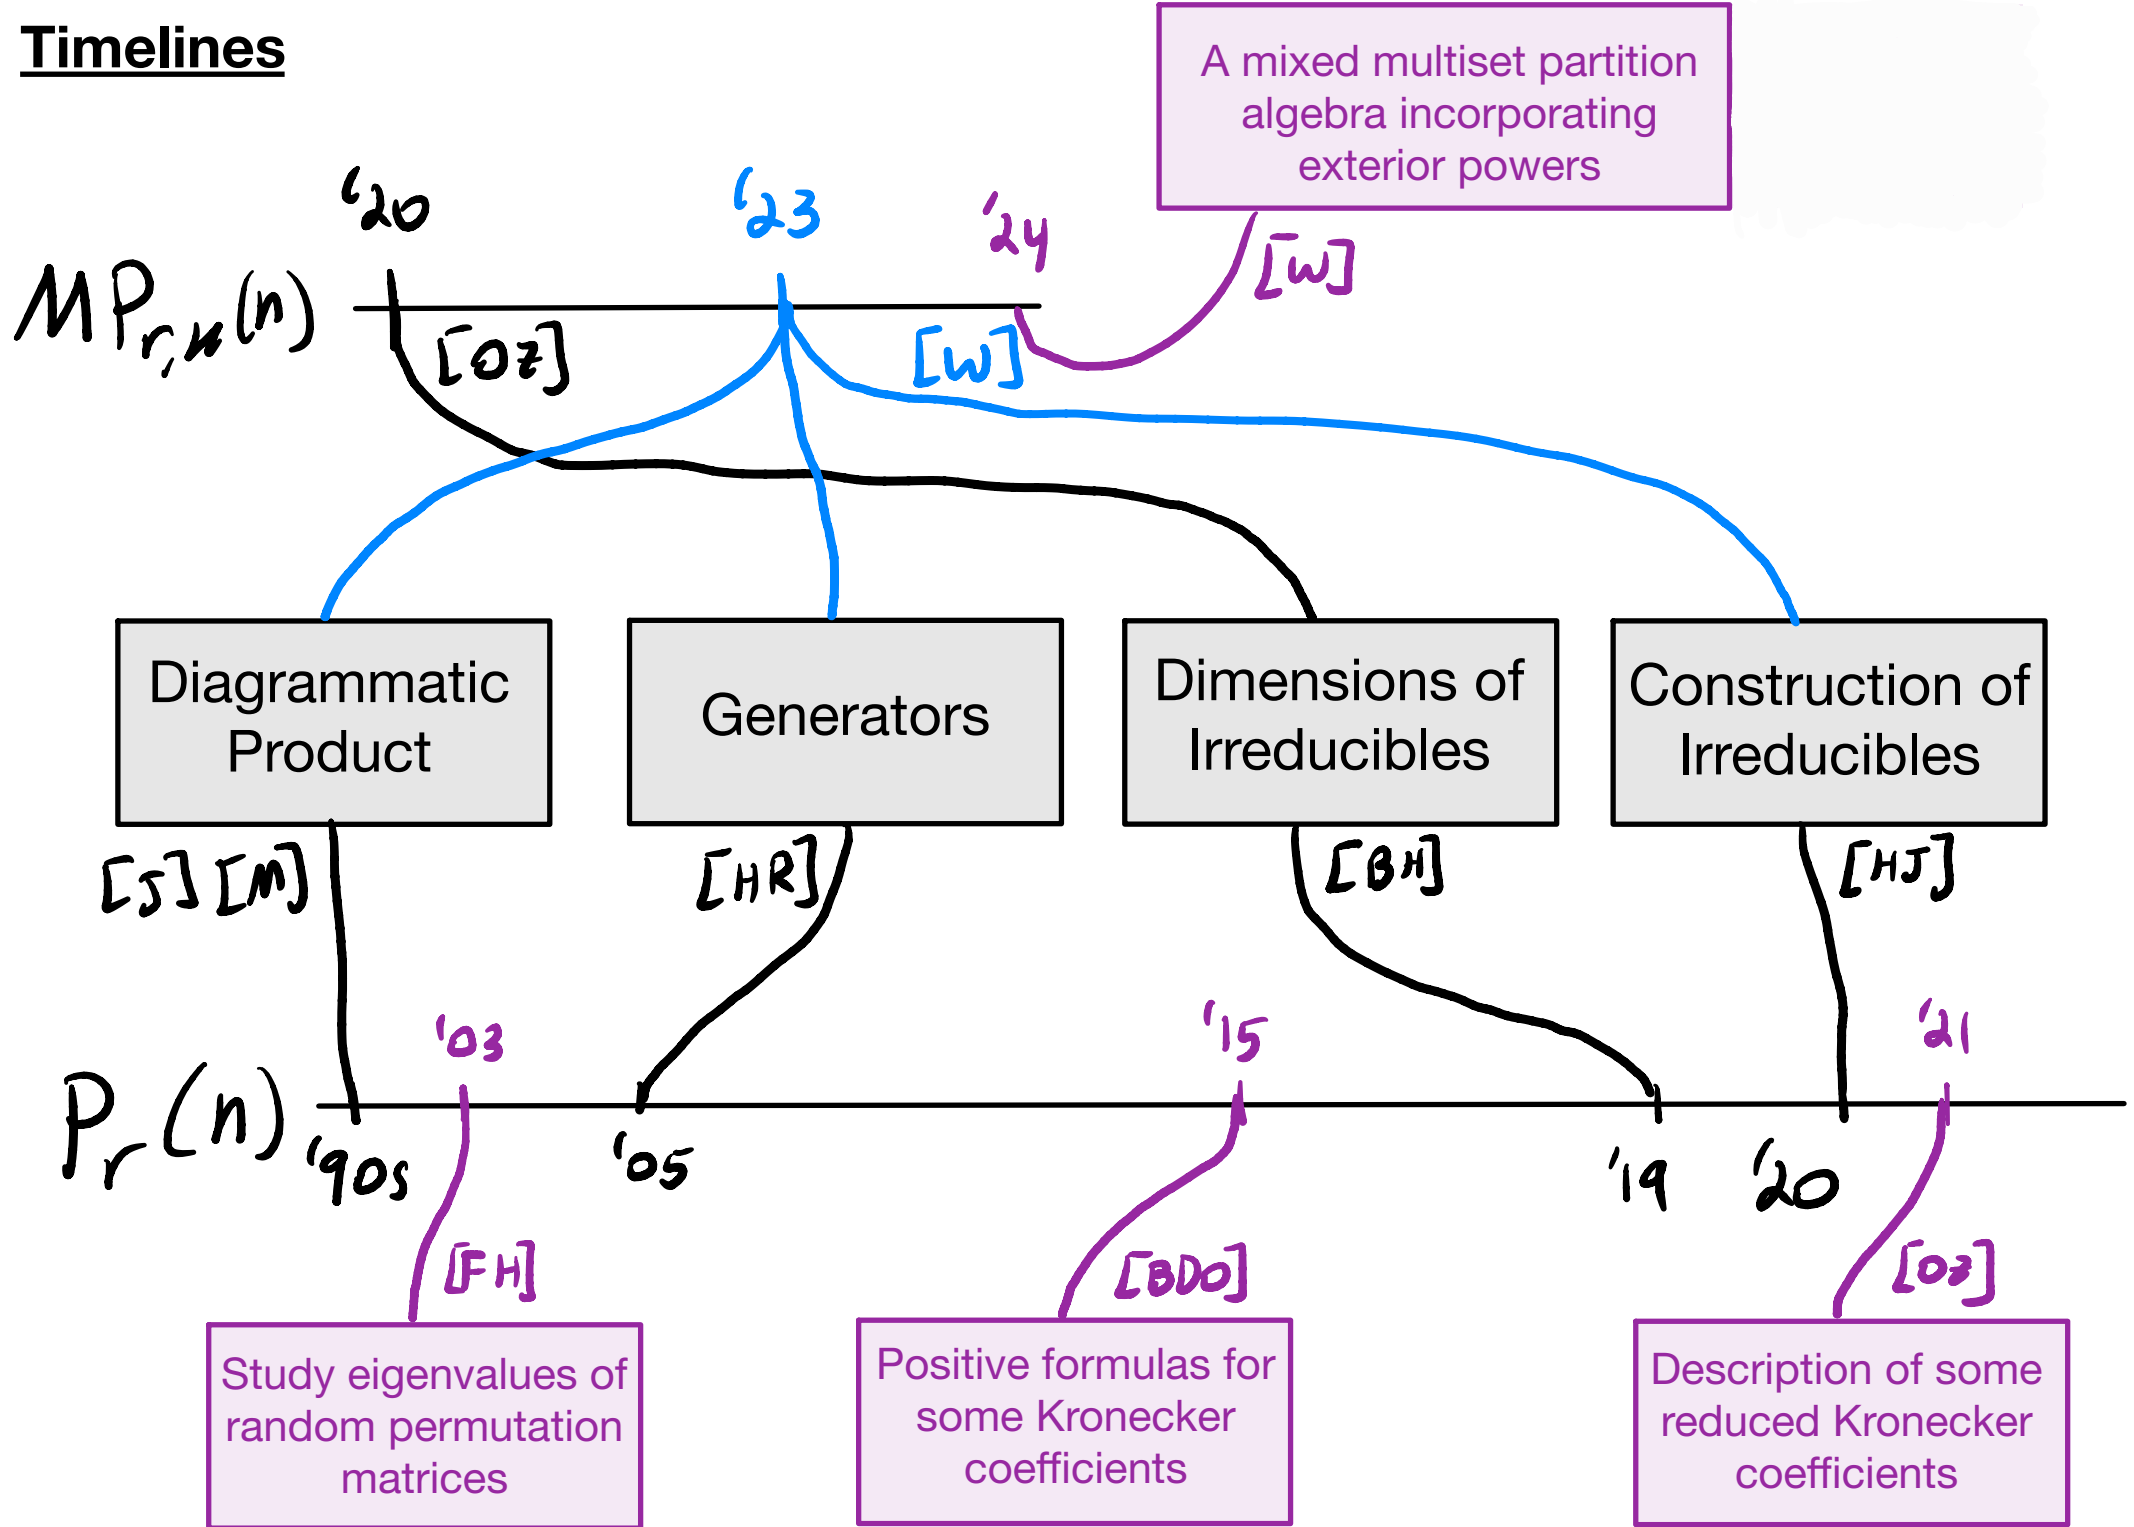 Timelines
A mixed multiset partition
algebra incorporating
exterior powers
'20
'23
'24
[W]
MP_{r,k}(n)
[OZ]
[W]
Diagrammatic
Product
Generators
Dimensions of
Irreducibles
Construction of
Irreducibles
[J] [M]
[HR]
[BH]
[HJ]
'03
'15
'21
P_r(n)
'90s
'05
'19
'20
[FH]
[BDO]
[OZ]
Study eigenvalues of
random permutation
matrices
Positive formulas for
some Kronecker
coefficients
Description of some
reduced Kronecker
coefficients